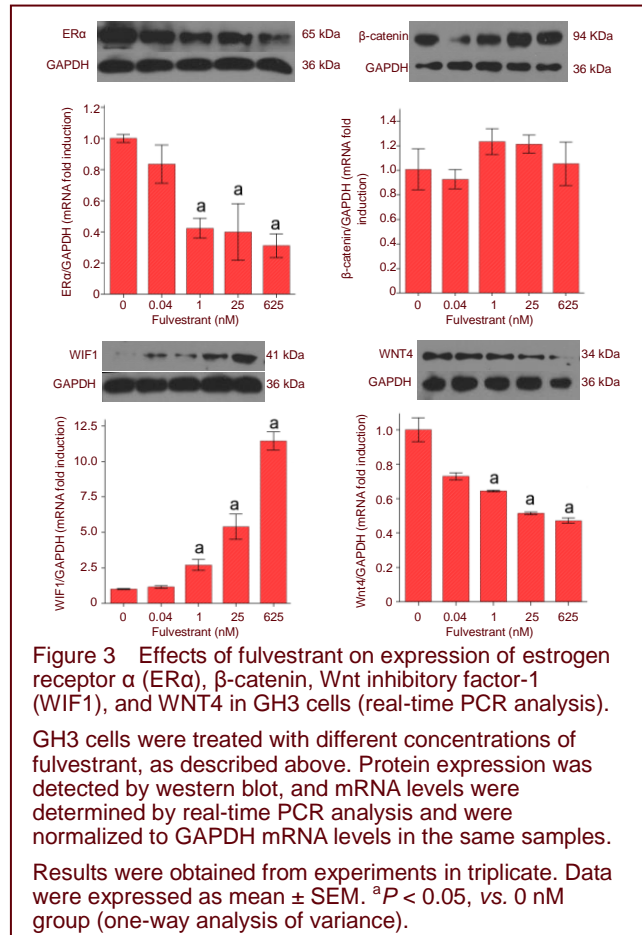 ERα 65 kDa
GAPDH 36 kDa
1.2
1.0
0.8
0.6
0.4
0.2
0
ERα/GAPDH (mRNA fold induction)
a a a
0 0.04 1 25 625
Fulvestrant (nM)
β-catenin 94 KDa
GAPDH 36 kDa
1.4
1.2
1.0
0.8
0.6
0.4
0.2
0
β-catenin/GAPDH (mRNA fold
induction)
0 0.04 1 25 625
Fulvestrant (nM)
WIF1 41 kDa
GAPDH 36 kDa
12.5
10.0
7.5
5.0
2.5
0
WIF1/GAPDH (mRNA fold induction)
a a a
0 0.04 1 25 625
Fulvestrant (nM)
WNT4 34 kDa
GAPDH 36 kDa
1.0
0.8
0.6
0.4
0.2
0
Wnt4/GAPDH (mRNA fold induction)
a a a
0 0.04 1 25 625
Fulvestrant (nM)
Figure 3 Effects of fulvestrant on expression of estrogen
receptor α (ERα), β-catenin, Wnt inhibitory factor-1
(WIF1), and WNT4 in GH3 cells (real-time PCR analysis).
GH3 cells were treated with different concentrations of
fulvestrant, as described above. Protein expression was
detected by western blot, and mRNA levels were
determined by real-time PCR analysis and were
normalized to GAPDH mRNA levels in the same samples.
Results were obtained from experiments in triplicate. Data
were expressed as mean ± SEM. ᵃP < 0.05, vs. 0 nM
group (one-way analysis of variance).